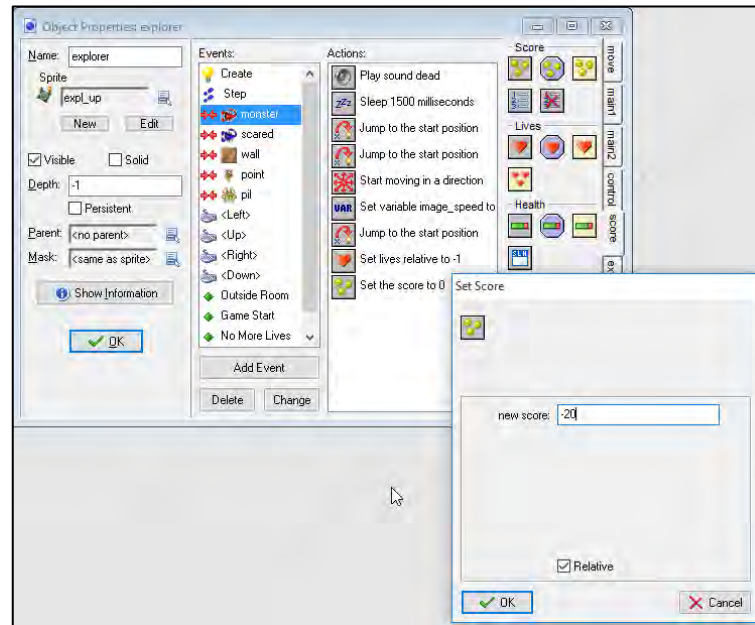 Object Properties: explorer
Name: explorer
Sprite
expl_up
New Edit
Visible Solid
Depth: -1
Persistent
Parent: <no parent>
Mask: <same as sprite>
Show Information
OK
Events:
Create
Step
monster
scared
wall
point
pil
<Left>
<Up>
<Right>
<Down>
Outside Room
Game Start
No More Lives
Add Event
Delete Change
Actions:
Play sound dead
Sleep 1500 milliseconds
Jump to the start position
Jump to the start position
Start moving in a direction
VAR Set variable image_speed to
Jump to the start position
Set lives relative to -1
Set the score to 0
Score
Lives
Health
move
main1
main2
control
score
ex
Set Score
new score: -20
Relative
OK Cancel